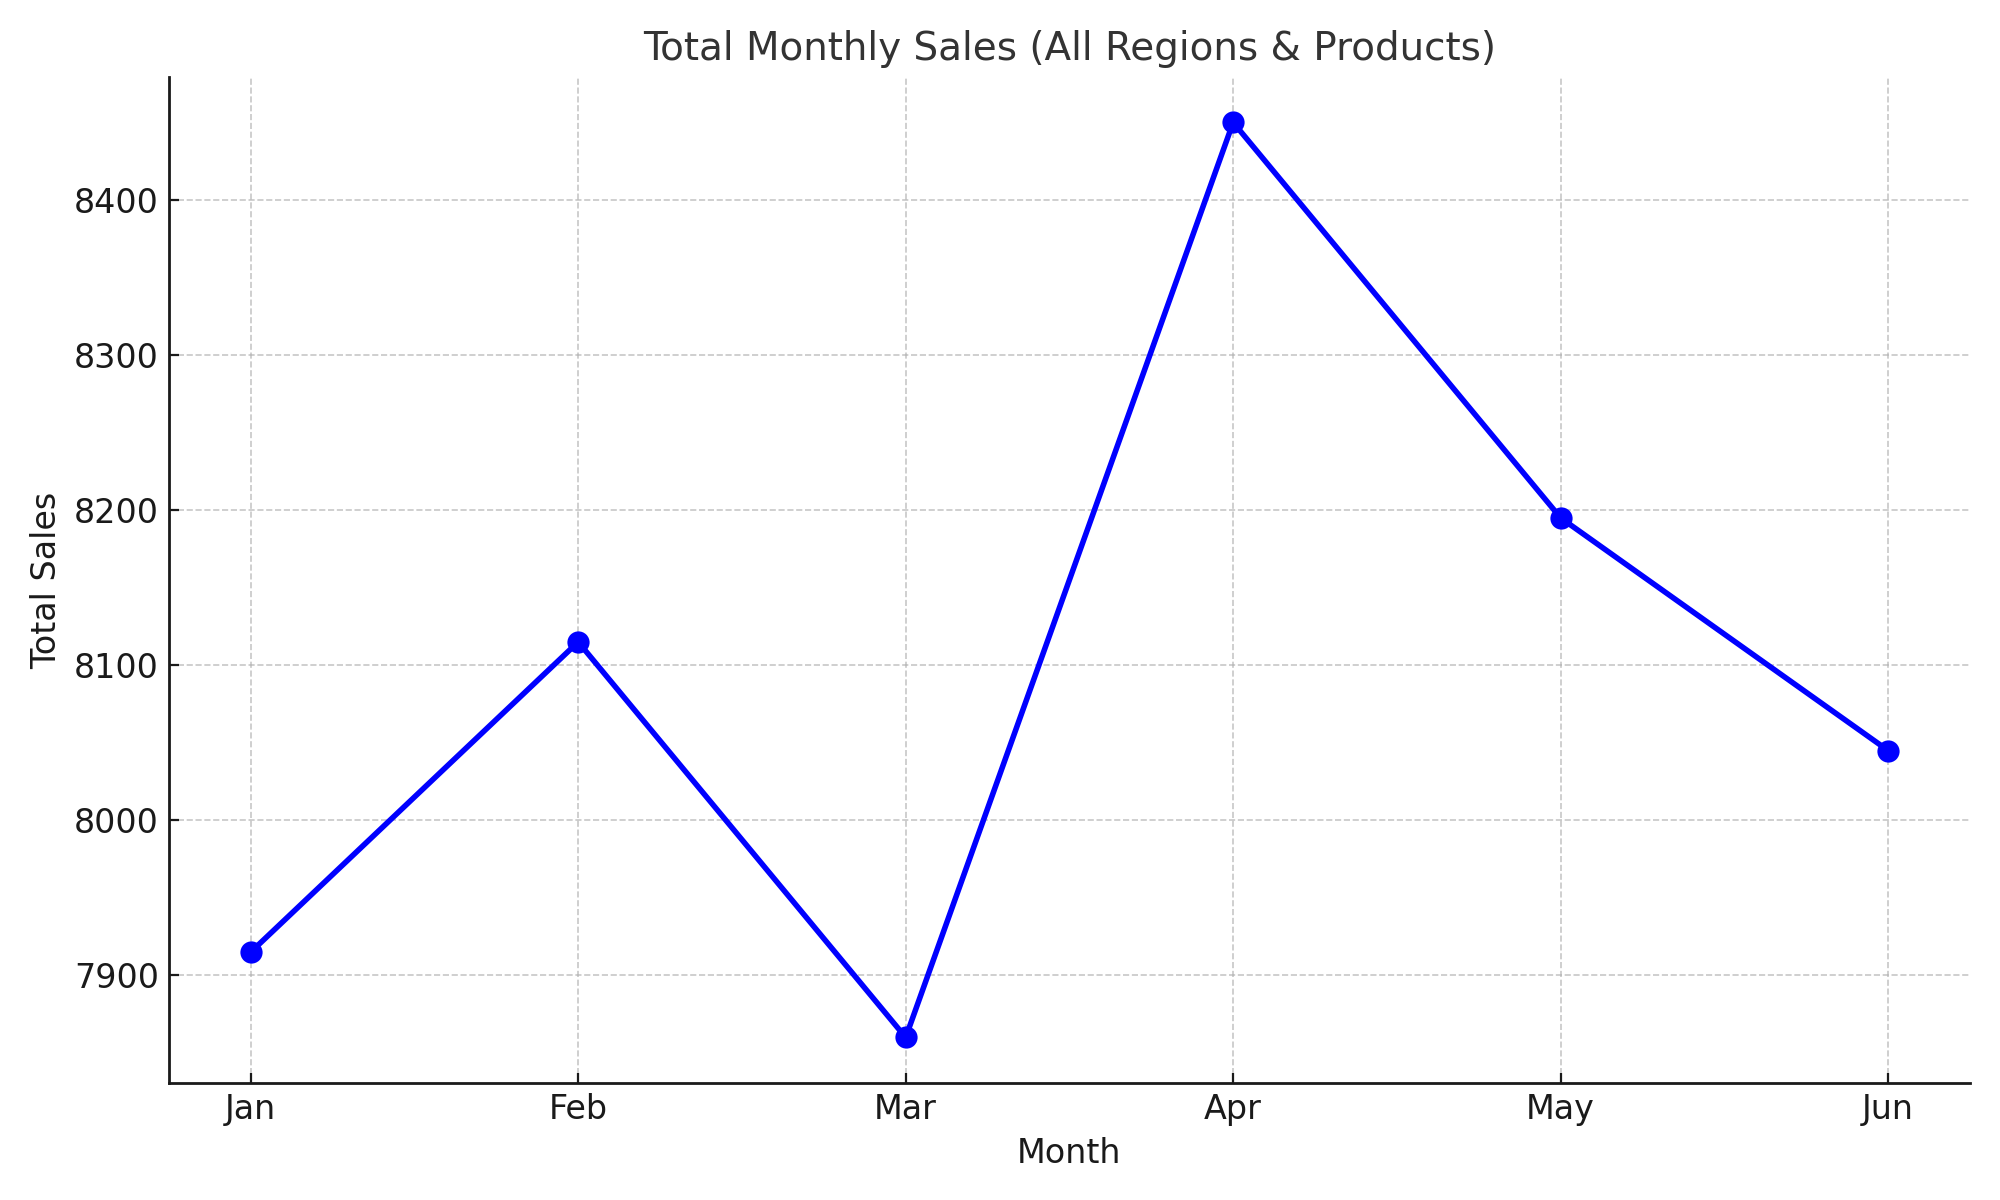 Total Monthly Sales (All Regions & Products)
8400
8300
8200
8100
8000
7900
Total Sales
Jan Feb Mar Apr May Jun
Month